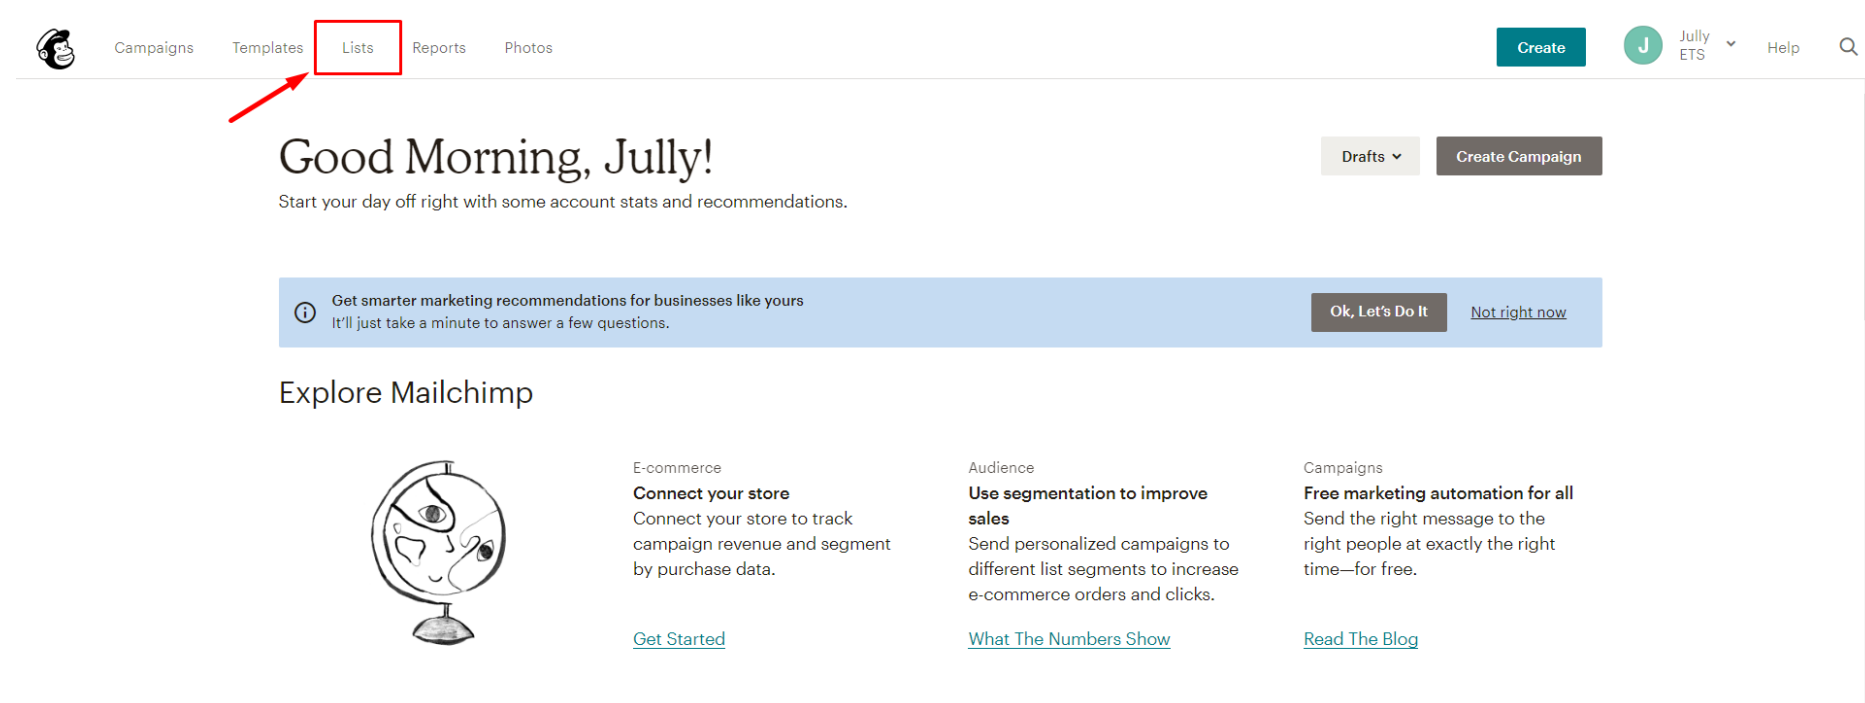 Campaigns Templates Lists Reports Photos Create J Jully ETS Help
Good Morning, Jully!
Drafts Create Campaign
Start your day off right with some account stats and recommendations.
Get smarter marketing recommendations for businesses like yours
It'll just take a minute to answer a few questions.
Ok, Let's Do It Not right now
Explore Mailchimp
E-commerce
Connect your store
Connect your store to track
campaign revenue and segment
by purchase data.
Get Started
Audience
Use segmentation to improve
sales
Send personalized campaigns to
different list segments to increase
e-commerce orders and clicks.
What The Numbers Show
Campaigns
Free marketing automation for all
Send the right message to the
right people at exactly the right
time—for free.
Read The Blog